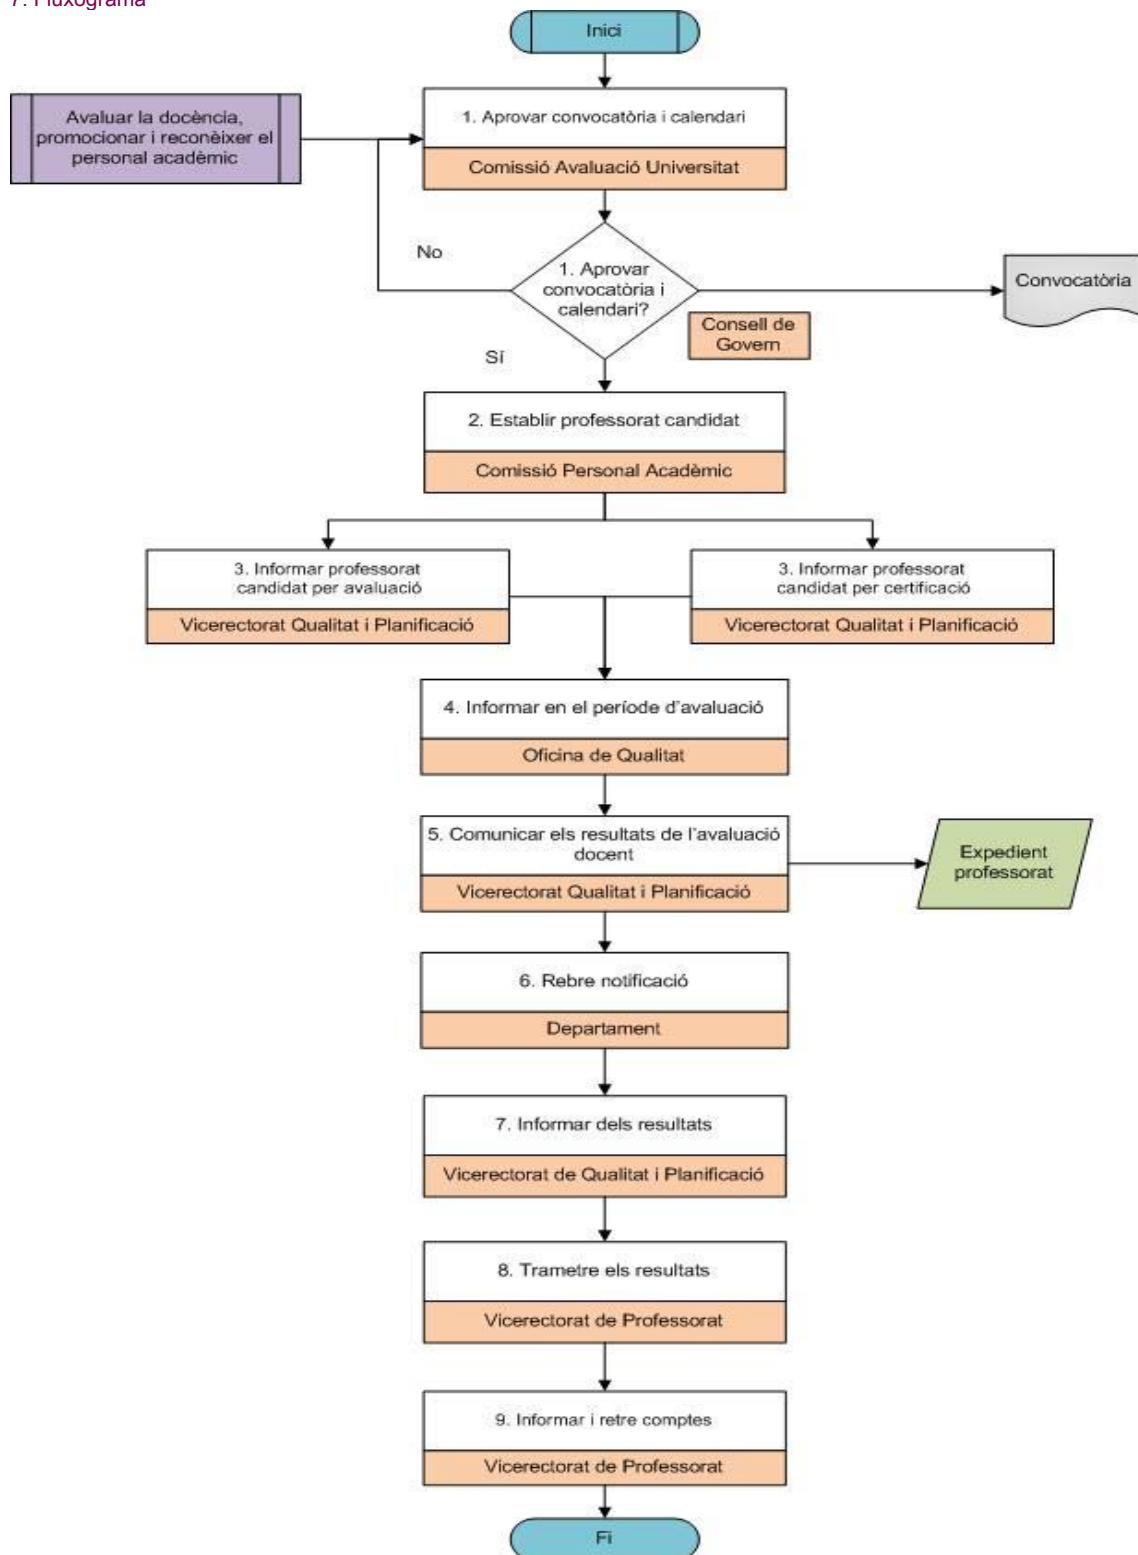 7. Fluxograma
Inici
Avaluar la docència,
promocionar i reconèixer el
personal acadèmic
1. Aprovar convocatòria i calendari
Comissió Avaluació Universitat
No
1. Aprovar
convocatòria i
calendari?
Convocatòria
Consell de
Govern
Sí
2. Establir professorat candidat
Comissió Personal Acadèmic
3. Informar professorat
candidat per avaluació
Vicerectorat Qualitat i Planificació
3. Informar professorat
candidat per certificació
Vicerectorat Qualitat i Planificació
4. Informar en el període d'avaluació
Oficina de Qualitat
5. Comunicar els resultats de l'avaluació
docent
Vicerectorat Qualitat i Planificació
Expedient
professorat
6. Rebre notificació
Departament
7. Informar dels resultats
Vicerectorat de Qualitat i Planificació
8. Trametre els resultats
Vicerectorat de Professorat
9. Informar i retre comptes
Vicerectorat de Professorat
Fi